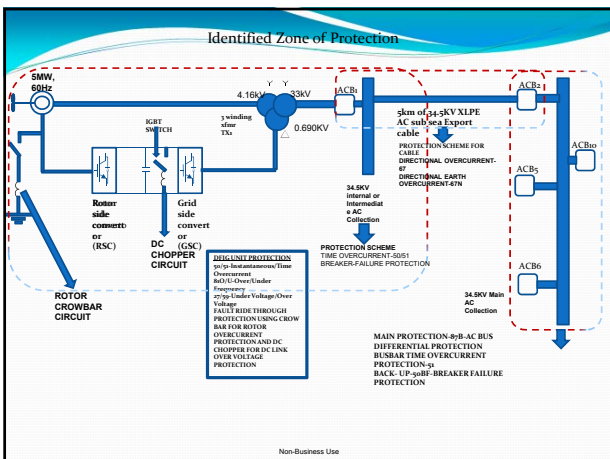 Identified Zone of Protection
5MW,
60Hz
4.16kV
33kV
ACB1
ACB2
IGBT
SWITCH
3 winding
xfmr
TX1
0.690KV
5km of 34.5KV XLPE
AC sub sea Export
cable
PROTECTION SCHEME FOR
CABLE
DIRECTIONAL OVERCURRENT-
67
DIRECTIONAL EARTH
OVERCURRENT-67N
ACB10
ACB5
Rotor
side
convert
or
(RSC)
Grid
side
convert
or
(GSC)
DC
CHOPPER
CIRCUIT
34.5KV
internal or
Intermediat
e AC
Collection
PROTECTION SCHEME
TIME OVERCURRENT-50/51
BREAKER-FAILURE PROTECTION
ACB6
34.5KV Main
AC
Collection
ROTOR
CROWBAR
CIRCUIT
DFIG UNIT PROTECTION
50/51-Instantaneous/Time
Overcurrent
81O/U-Over/Under
Frequency
27/59-Under Voltage/Over
Voltage
FAULT RIDE THROUGH
PROTECTION USING CROW
BAR FOR ROTOR
OVERCURRENT
PROTECTION AND DC
CHOPPER FOR DC LINK
OVER VOLTAGE
PROTECTION
MAIN PROTECTION-87B-AC BUS
DIFFERENTIAL PROTECTION
BUSBAR TIME OVERCURRENT
PROTECTION-51
BACK- UP-50BF-BREAKER FAILURE
PROTECTION
Non-Business Use